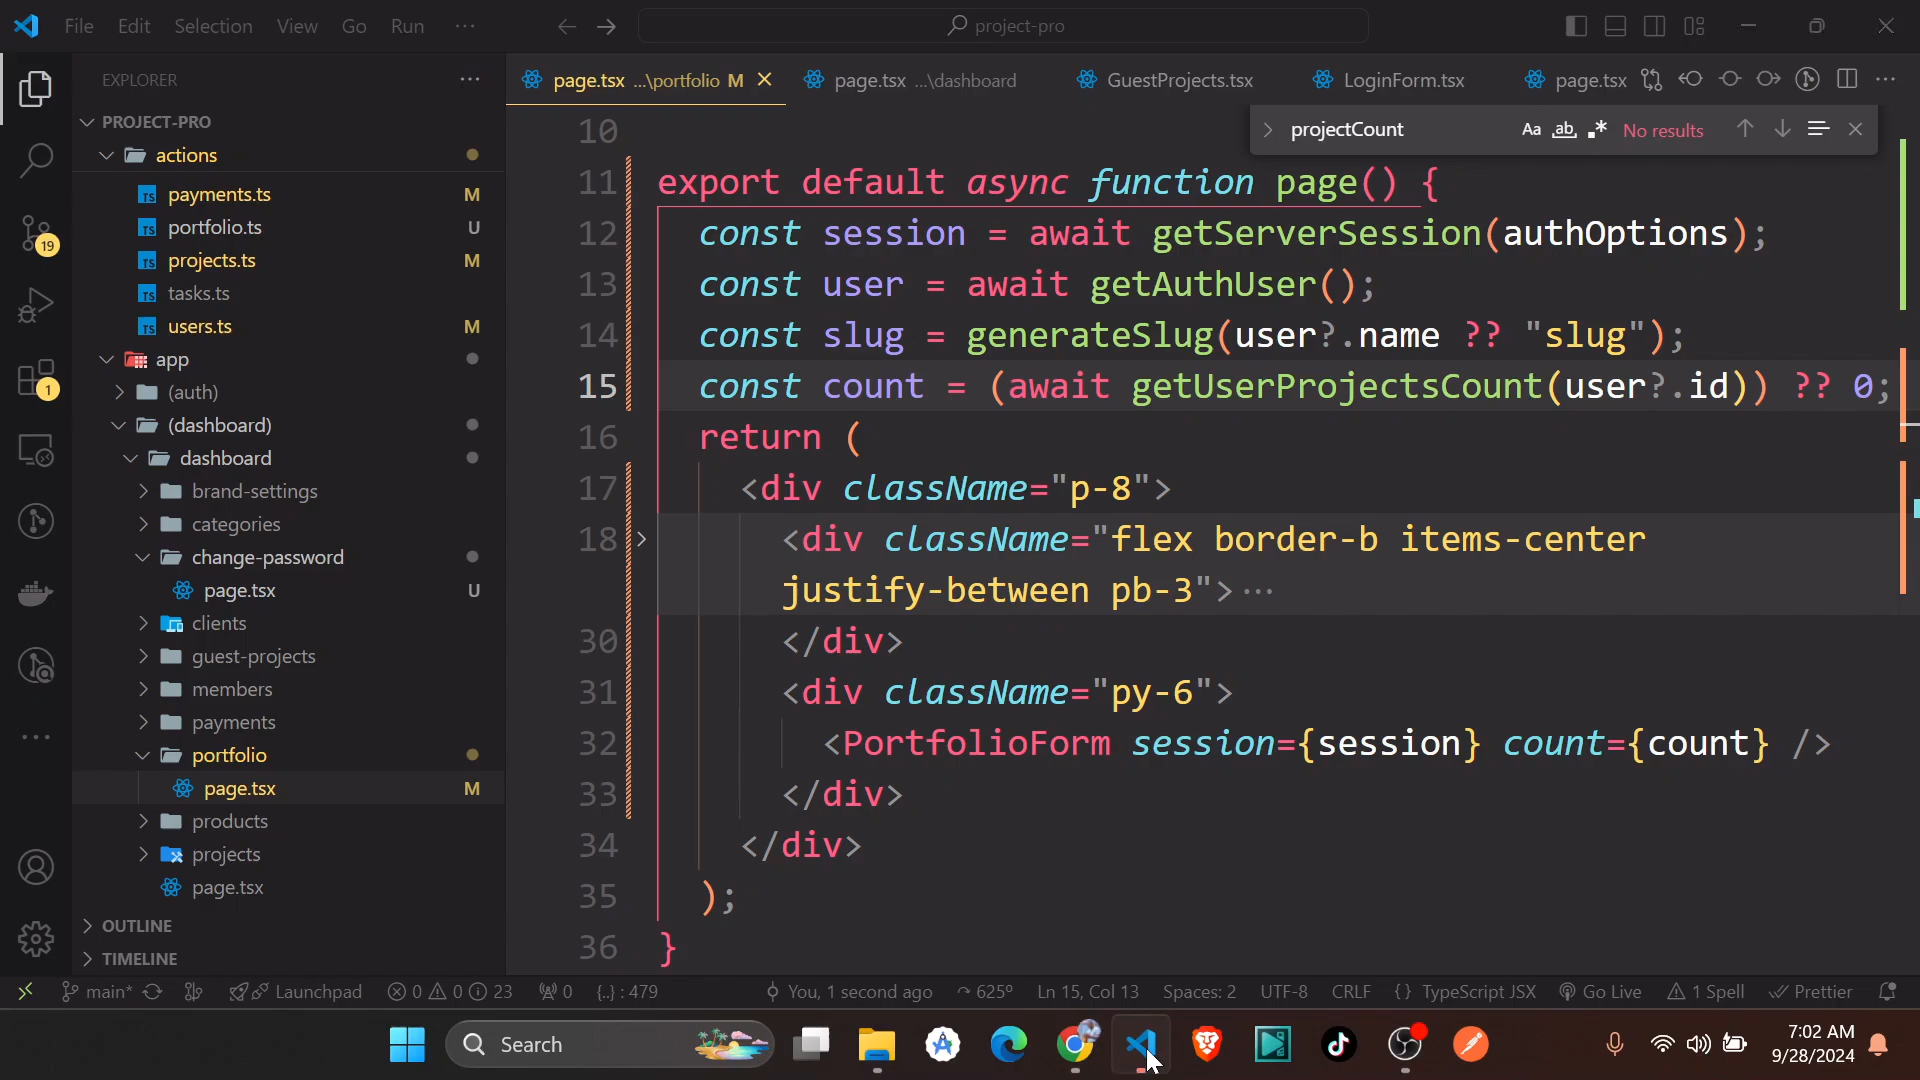 File Edit Selection View Go Run ···
project-pro
EXPLORER
PROJECT-PRO
actions
payments.ts M
portfolio.ts U
projects.ts M
tasks.ts
users.ts M
app
(auth)
(dashboard)
dashboard
brand-settings
categories
change-password
page.tsx U
clients
guest-projects
members
payments
portfolio
page.tsx M
products
projects
page.tsx
OUTLINE
TIMELINE
19
1
page.tsx ...\portfolio M
page.tsx ...\dashboard
GuestProjects.tsx
LoginForm.tsx
page.tsx
projectCount Aa ab No results
10
11 export default async function page() {
12 const session = await getServerSession(authOptions);
13 const user = await getAuthUser();
14 const slug = generateSlug(user?.name ?? "slug");
15 const count = (await getUserProjectsCount(user?.id)) ?? 0;
16 return (
17 <div className="p-8">
18 <div className="flex border-b items-center
justify-between pb-3">···
30 </div>
31 <div className="py-6">
32 <PortfolioForm session={session} count={count} />
33 </div>
34 </div>
35 );
36 }
main* Launchpad 0 0 23 0 {..} : 479 You, 1 second ago 625° Ln 15, Col 13 Spaces: 2 UTF-8 CRLF {} TypeScript JSX Go Live 1 Spell Prettier
Search
7:02 AM
9/28/2024